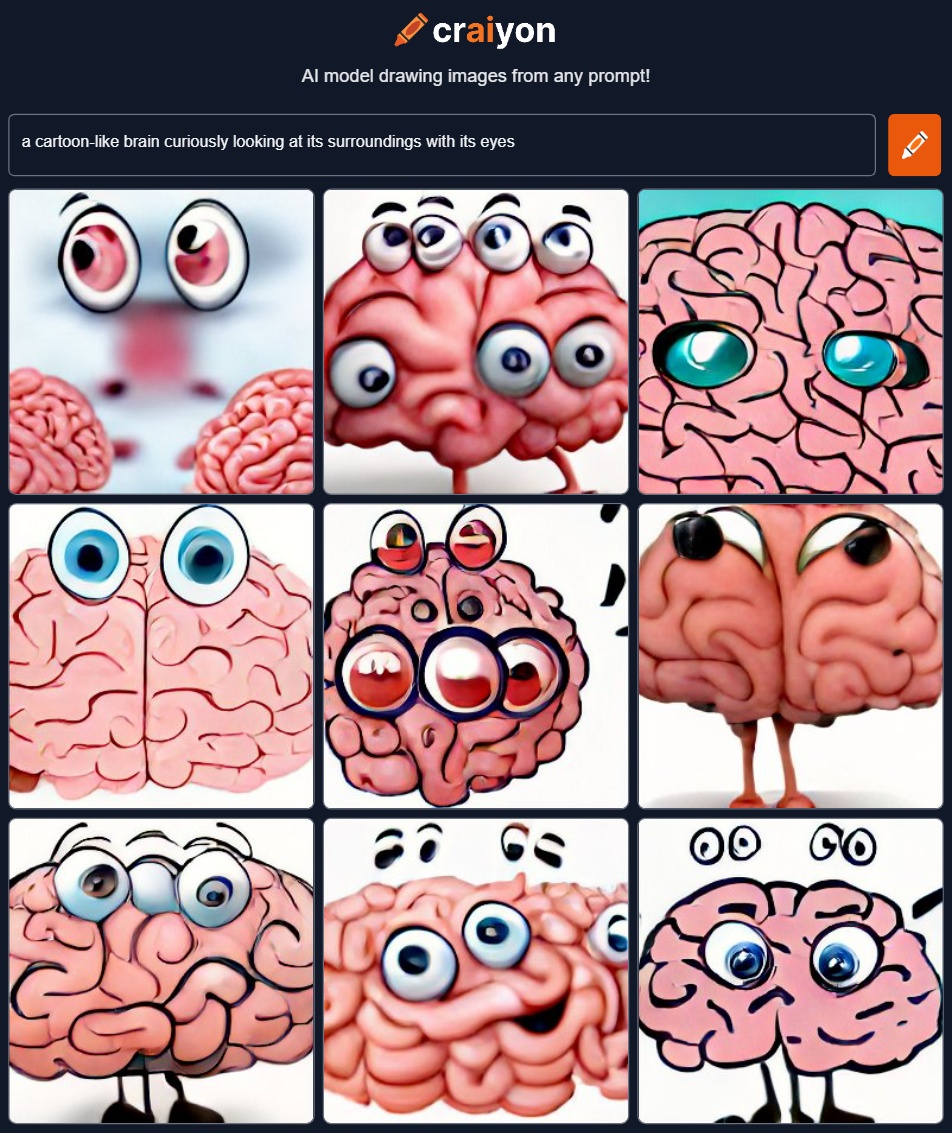 craiyon
AI model drawing images from any prompt!
a cartoon-like brain curiously looking at its surroundings with its eyes